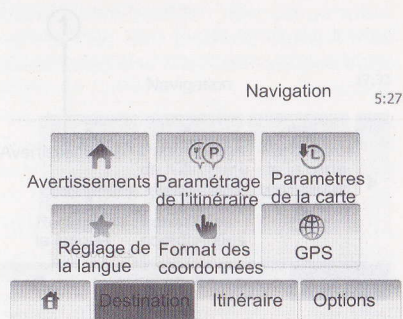 Navigation
5:27
Avertissements
Paramétrage
de l'itinéraire
Paramètres
de la carte
Réglage de
la langue
Format des
coordonnées
GPS
Destination
Itinéraire
Options